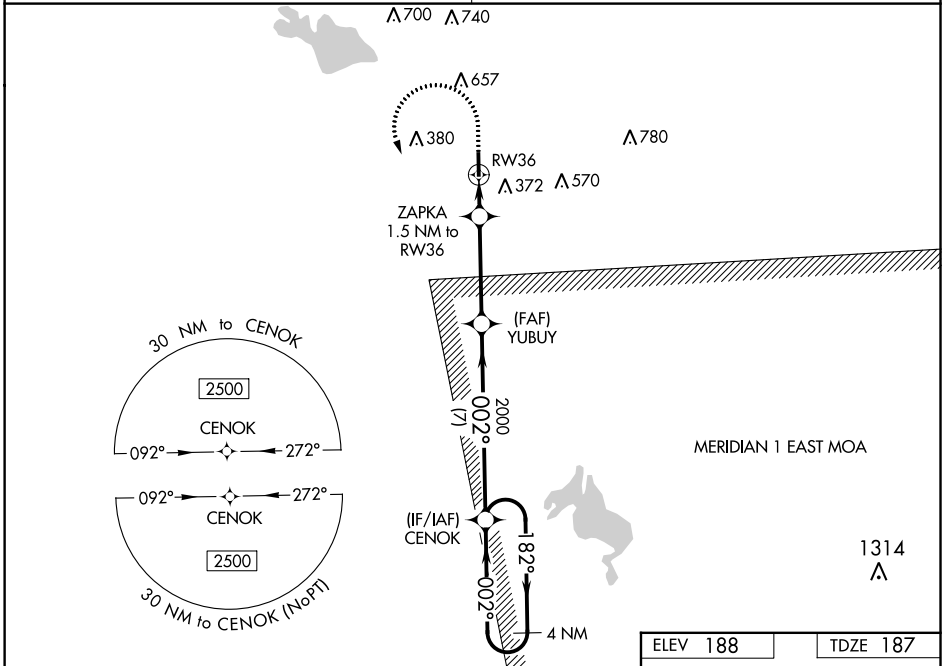 700 740
657
380
780
RW36
372 570
ZAPKA
1.5 NM to
RW36
(FAF)
YUBUY
30 NM to CENOK
2500
CENOK
092° 272°
092° 272°
CENOK
2500
30 NM to CENOK (NoPT)
2000
002°
(7)
MERIDIAN 1 EAST MOA
(IF/IAF)
CENOK
182°
002°
4 NM
1314
ELEV 188
TDZE 187